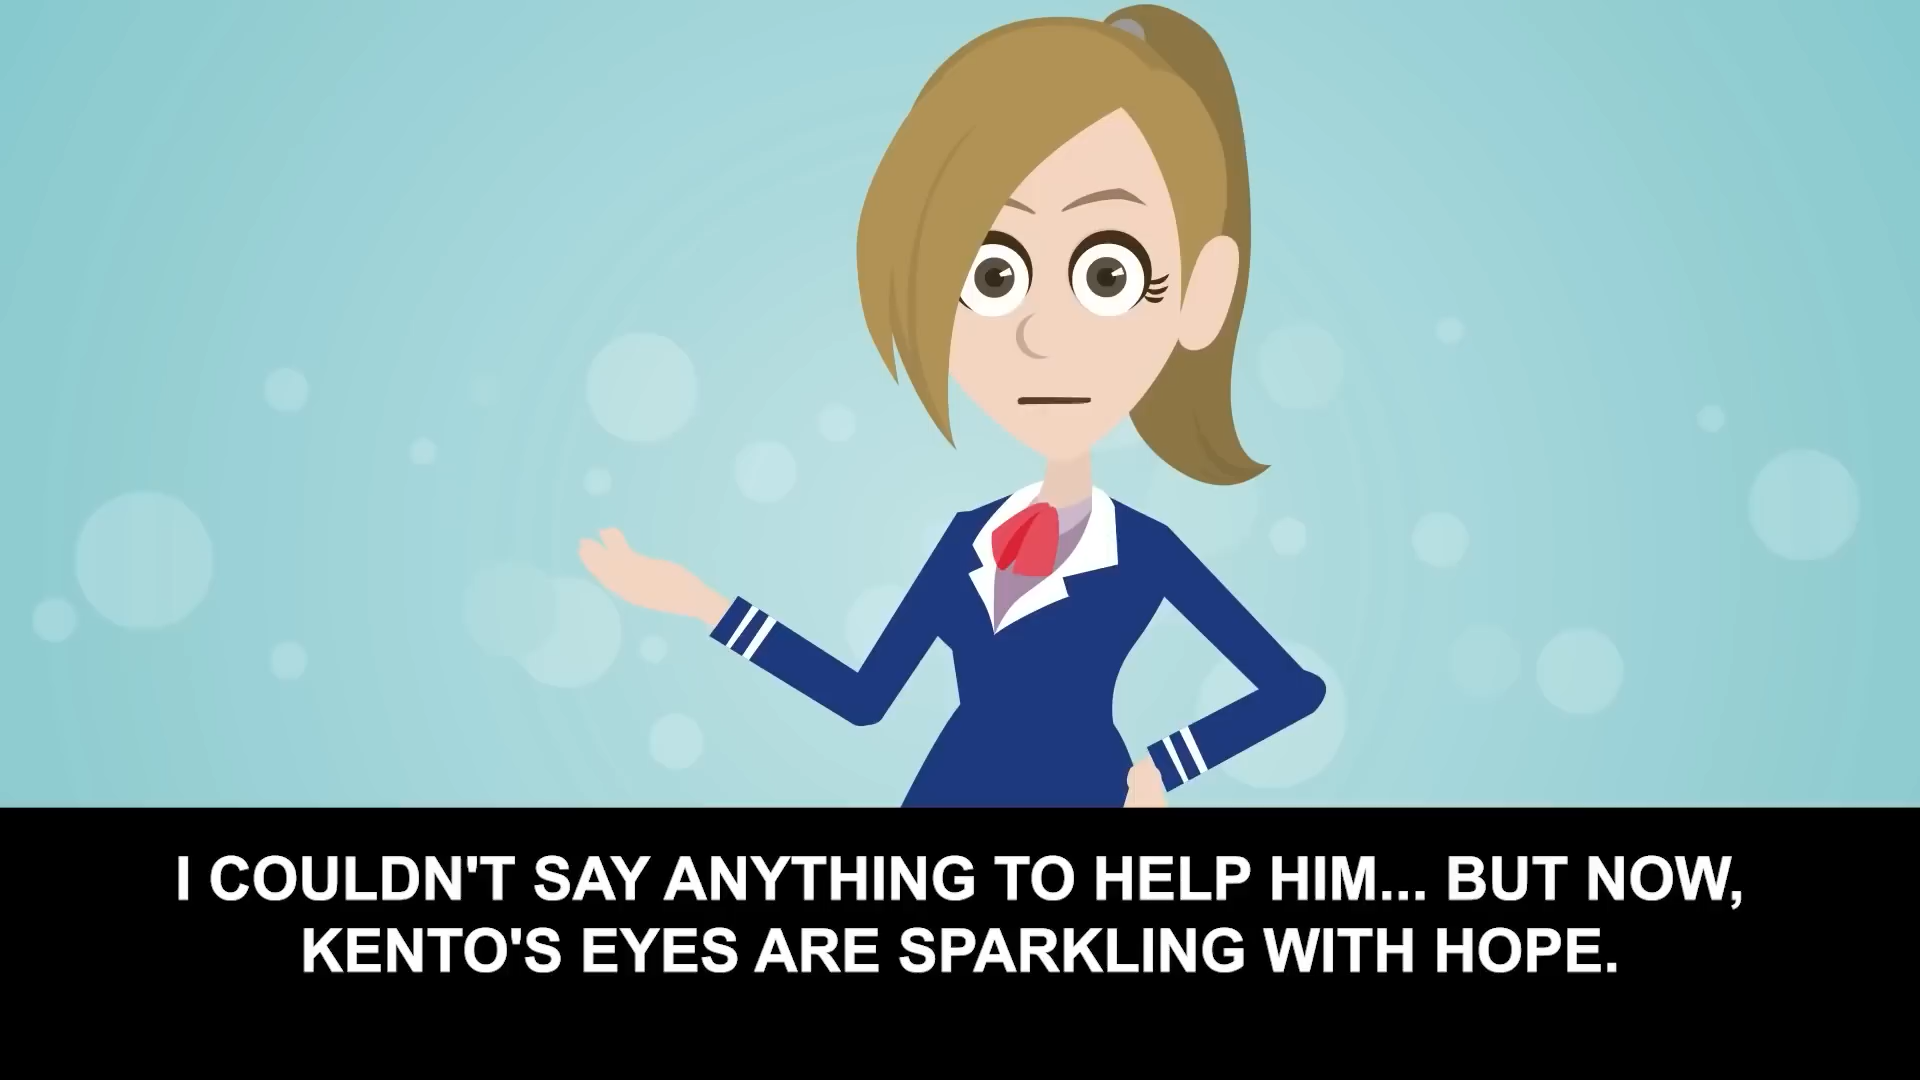 I COULDN'T SAY ANYTHING TO HELP HIM... BUT NOW,
KENTO'S EYES ARE SPARKLING WITH HOPE.